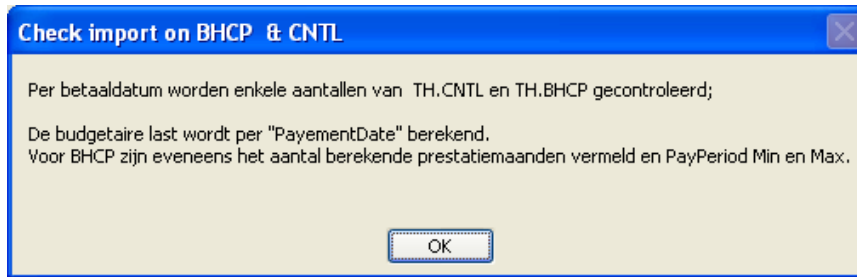 Check import on BHCP & CNTL
Per betaaldatum worden enkele aantallen van TH.CNTL en TH.BHCP gecontroleerd;
De budgetaire last wordt per "PayementDate" berekend.
Voor BHCP zijn eveneens het aantal berekende prestatiemaanden vermeld en PayPeriod Min en Max.
OK